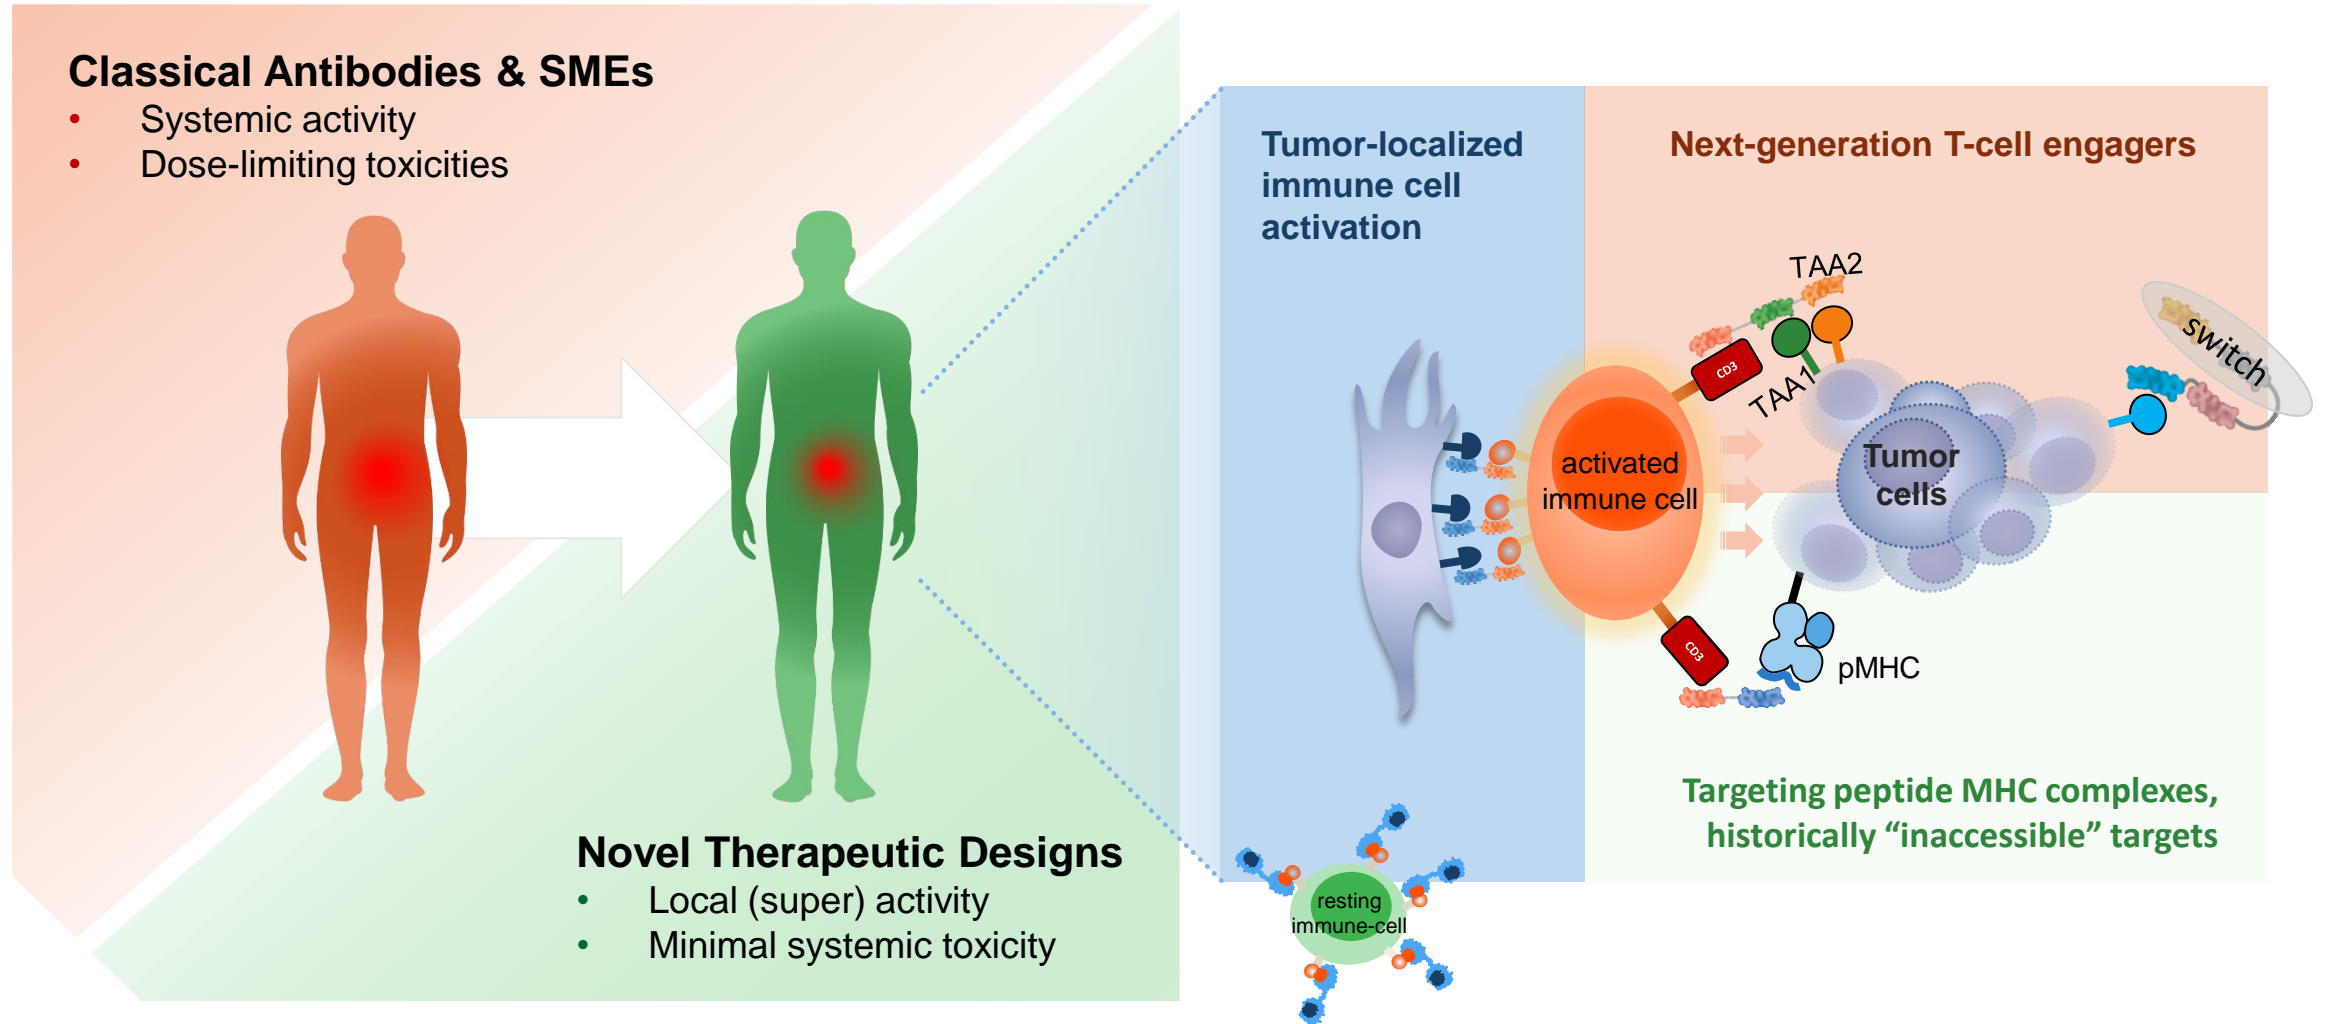 Classical Antibodies & SMEs
• Systemic activity
• Dose-limiting toxicities
Novel Therapeutic Designs
• Local (super) activity
• Minimal systemic toxicity
Tumor-localized
immune cell
activation
Next-generation T-cell engagers
TAA2
CD3
TAA1
switch
activated
immune cell
Tumor
cells
CD3
pMHC
Targeting peptide MHC complexes,
historically “inaccessible” targets
resting
immune-cell